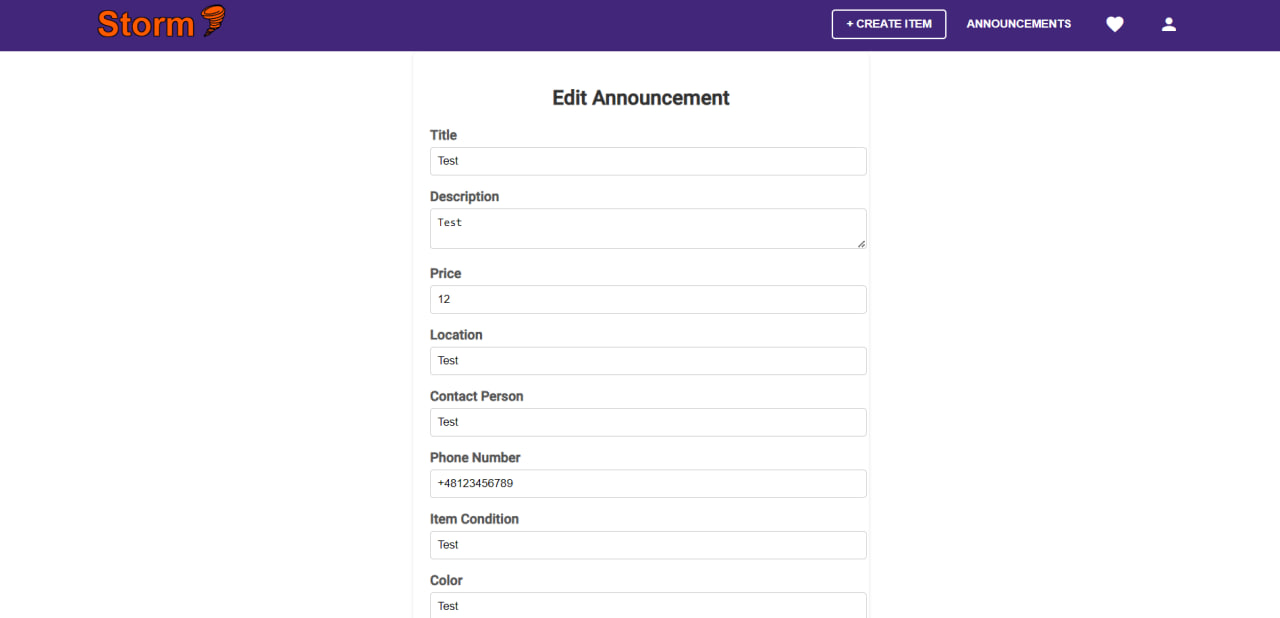 Storm
+ CREATE ITEM
ANNOUNCEMENTS
Edit Announcement
Title
Test
Description
Test
Price
12
Location
Test
Contact Person
Test
Phone Number
+48123456789
Item Condition
Test
Color
Test